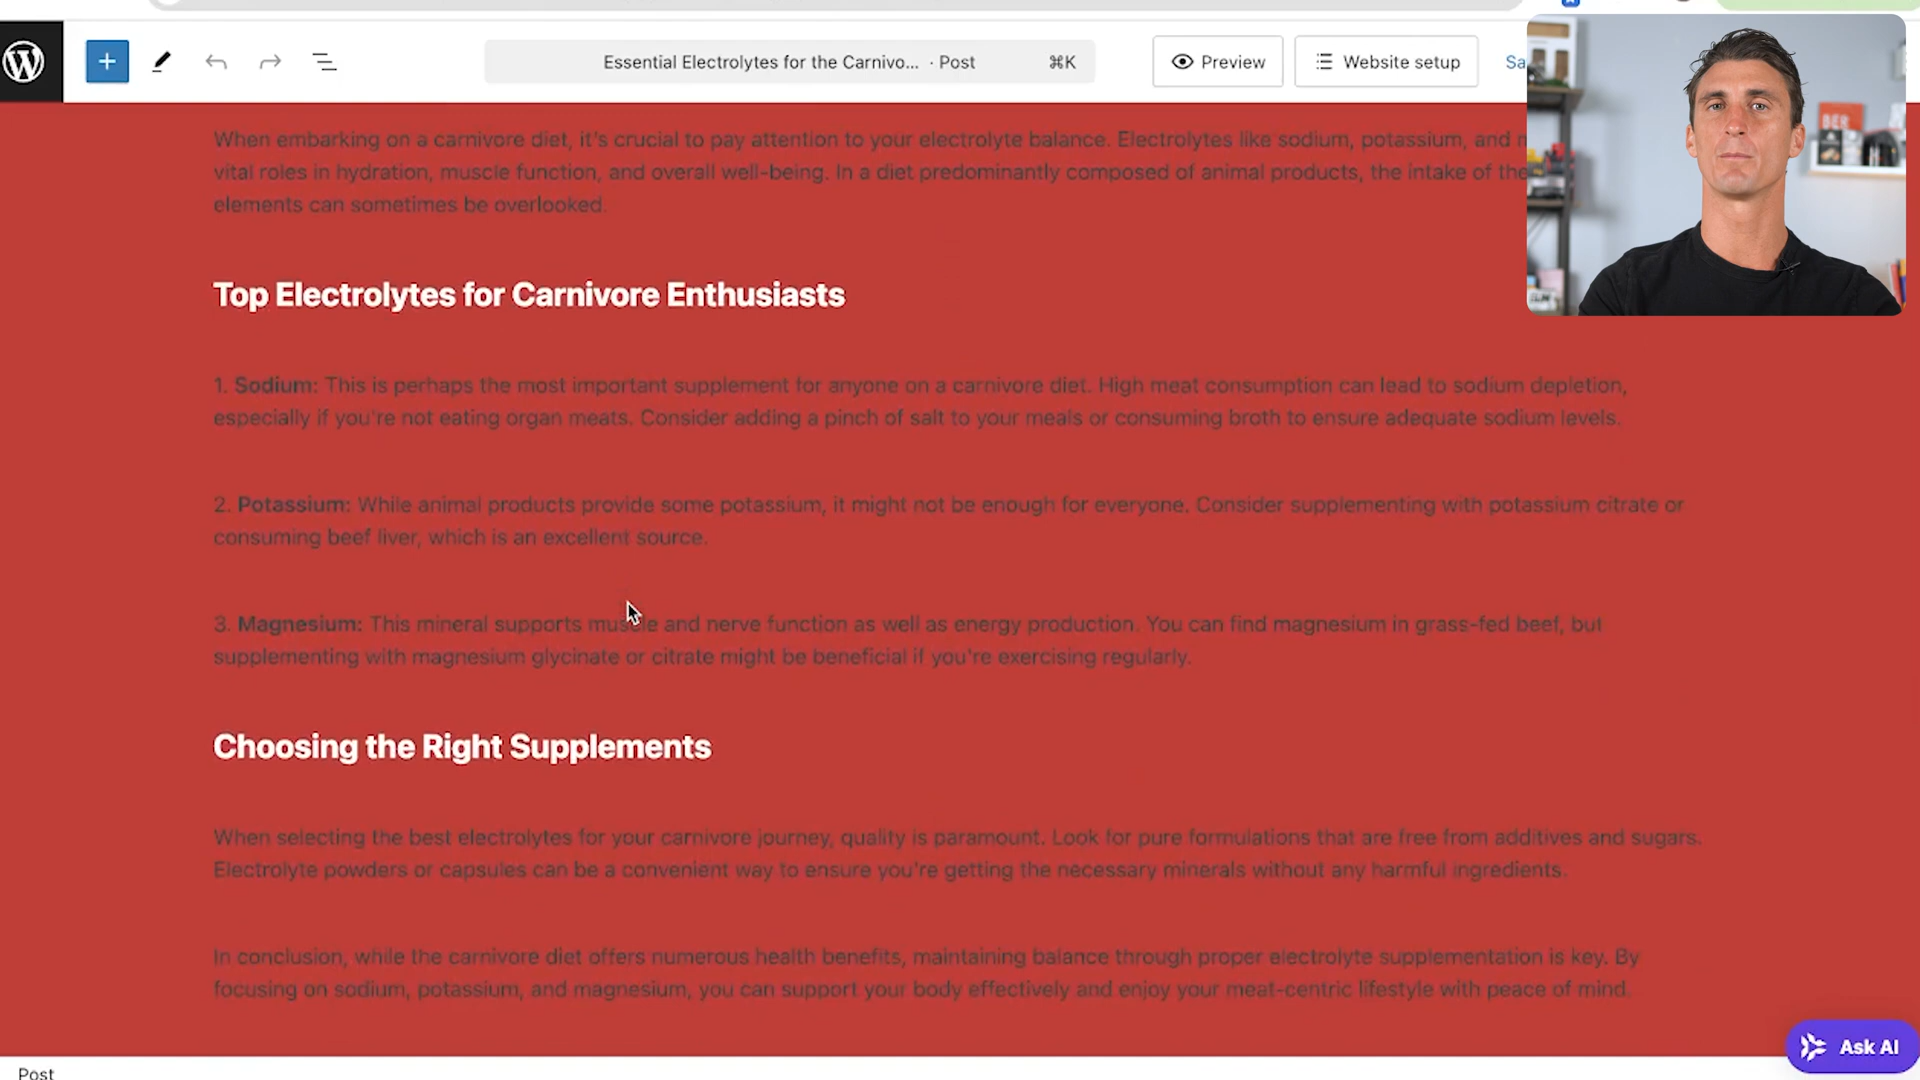 Essential Electrolytes for the Carnivo... · Post ⌘K
Preview
Website setup
Sa
When embarking on a carnivore diet, it's crucial to pay attention to your electrolyte balance. Electrolytes like sodium, potassium, and
vital roles in hydration, muscle function, and overall well-being. In a diet predominantly composed of animal products, the intake of
elements can sometimes be overlooked.
Top Electrolytes for Carnivore Enthusiasts
1. Sodium: This is perhaps the most important supplement for anyone on a carnivore diet. High meat consumption can lead to sodium depletion,
especially if you're not eating organ meats. Consider adding a pinch of salt to your meals or consuming broth to ensure adequate sodium levels.
2. Potassium: While animal products provide some potassium, it might not be enough for everyone. Consider supplementing with potassium citrate or
consuming beef liver, which is an excellent source.
3. Magnesium: This mineral supports muscle and nerve function as well as energy production. You can find magnesium in grass-fed beef, but
supplementing with magnesium glycinate or citrate might be beneficial if you're exercising regularly.
Choosing the Right Supplements
When selecting the best electrolytes for your carnivore journey, quality is paramount. Look for pure formulations that are free from additives and sugars.
Electrolyte powders or capsules can be a convenient way to ensure you're getting the necessary minerals without any harmful ingredients.
In conclusion, while the carnivore diet offers numerous health benefits, maintaining balance through proper electrolyte supplementation is key. By
focusing on sodium, potassium, and magnesium, you can support your body effectively and enjoy your meat-centric lifestyle with peace of mind.
Ask AI
Post